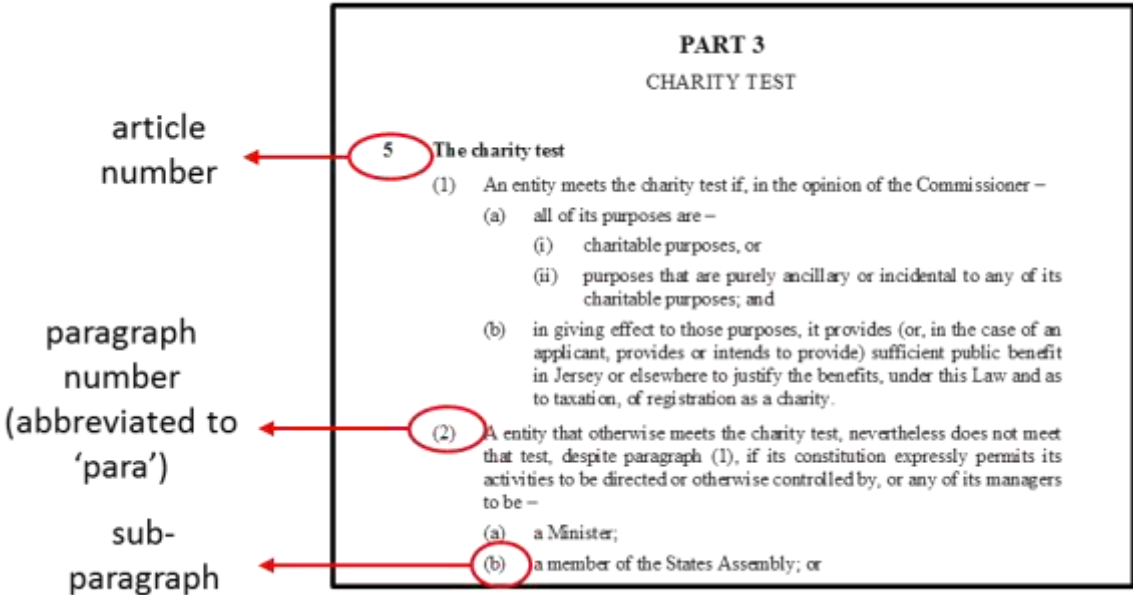 PART 3
CHARITY TEST
article
number
5 The charity test
(1) An entity meets the charity test if, in the opinion of the Commissioner –
(a) all of its purposes are –
(i) charitable purposes, or
(ii) purposes that are purely ancillary or incidental to any of its
charitable purposes; and
(b) in giving effect to those purposes, it provides (or, in the case of an
applicant, provides or intends to provide) sufficient public benefit
in Jersey or elsewhere to justify the benefits, under this Law and as
to taxation, of registration as a charity.
paragraph
number
(abbreviated to
‘para’)
(2) A entity that otherwise meets the charity test, nevertheless does not meet
that test, despite paragraph (1), if its constitution expressly permits its
activities to be directed or otherwise controlled by, or any of its managers
to be –
(a) a Minister;
sub-
paragraph
(b) a member of the States Assembly; or